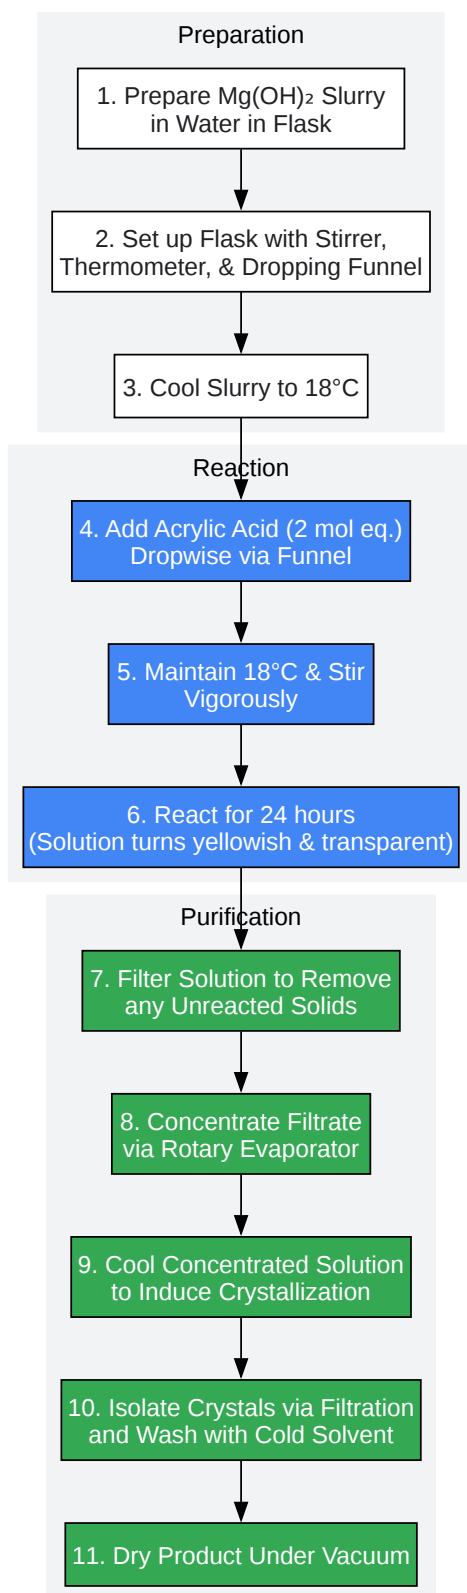 Preparation
1. Prepare Mg(OH)₂ Slurry
in Water in Flask
2. Set up Flask with Stirrer,
Thermometer, & Dropping Funnel
3. Cool Slurry to 18°C
Reaction
4. Add Acrylic Acid (2 mol eq.)
Dropwise via Funnel
5. Maintain 18°C & Stir
Vigorously
6. React for 24 hours
(Solution turns yellowish & transparent)
Purification
7. Filter Solution to Remove
any Unreacted Solids
8. Concentrate Filtrate
via Rotary Evaporator
9. Cool Concentrated Solution
to Induce Crystallization
10. Isolate Crystals via Filtration
and Wash with Cold Solvent
11. Dry Product Under Vacuum